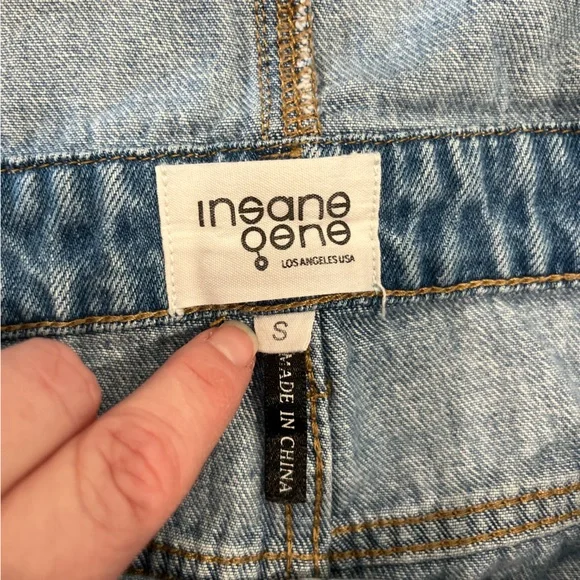 insane
gene
LOS ANGELES USA
S
MADE IN CHINA